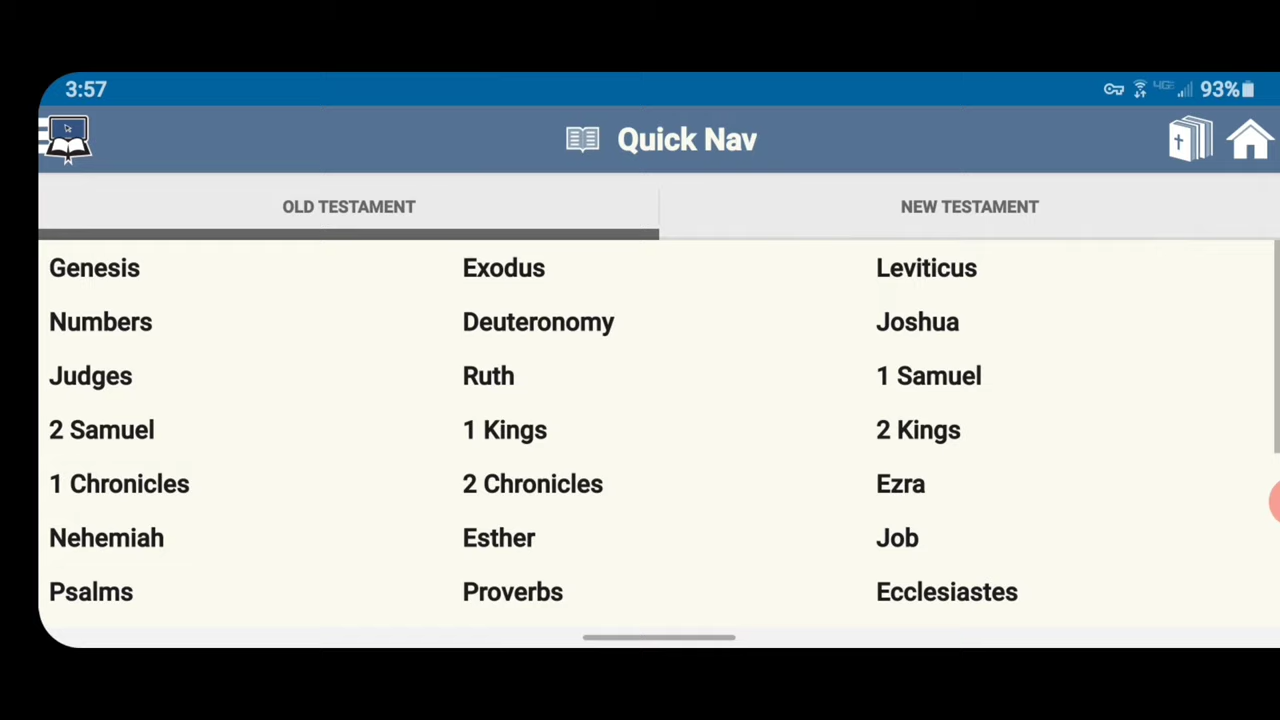 3:57 4G 93%
Quick Nav
OLD TESTAMENT NEW TESTAMENT
Genesis Exodus Leviticus
Numbers Deuteronomy Joshua
Judges Ruth 1 Samuel
2 Samuel 1 Kings 2 Kings
1 Chronicles 2 Chronicles Ezra
Nehemiah Esther Job
Psalms Proverbs Ecclesiastes